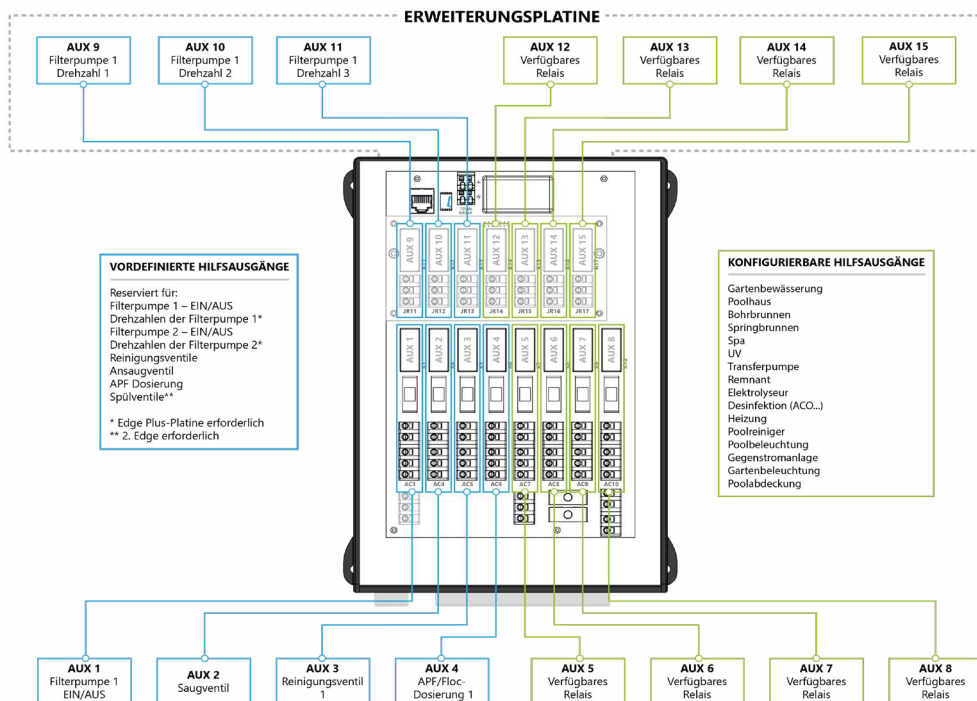 ERWEITERUNGSPLATINE
AUX 9
Filterpumpe 1
Drehzahl 1
AUX 10
Filterpumpe 1
Drehzahl 2
AUX 11
Filterpumpe 1
Drehzahl 3
AUX 12
Verfügbares
Relais
AUX 13
Verfügbares
Relais
AUX 14
Verfügbares
Relais
AUX 15
Verfügbares
Relais
AUX 9
AUX 10
AUX 11
AUX 12
AUX 13
AUX 14
AUX 15
JR11
JR12
JR13
JR14
JR15
JR16
JR17
VORDEFINIERTE HILFSAUSGÄNGE
Reserviert für:
Filterpumpe 1 – EIN/AUS
Drehzahlen der Filterpumpe 1*
Filterpumpe 2 – EIN/AUS
Drehzahlen der Filterpumpe 2*
Reinigungsventile
Ansaugventil
APF Dosierung
Spülventile**
* Edge Plus-Platine erforderlich
** 2. Edge erforderlich
AUX 1
AUX 2
AUX 3
AUX 4
AUX 5
AUX 6
AUX 7
AUX 8
AC3
AC4
AC5
AC6
AC7
AC8
AC9
AC10
KONFIGURIERBARE HILFSAUSGÄNGE
Gartenbewässerung
Poolhaus
Bohrbrunnen
Springbrunnen
Spa
UV
Transferpumpe
Remnant
Elektrolyseur
Desinfektion (ACO...)
Heizung
Poolreiniger
Poolbeleuchtung
Gegenstromanlage
Gartenbeleuchtung
Poolabdeckung
AUX 1
Filterpumpe 1
EIN/AUS
AUX 2
Saugventil
AUX 3
Reinigungsventil
1
AUX 4
APF/Floc-
Dosierung 1
AUX 5
Verfügbares
Relais
AUX 6
Verfügbares
Relais
AUX 7
Verfügbares
Relais
AUX 8
Verfügbares
Relais